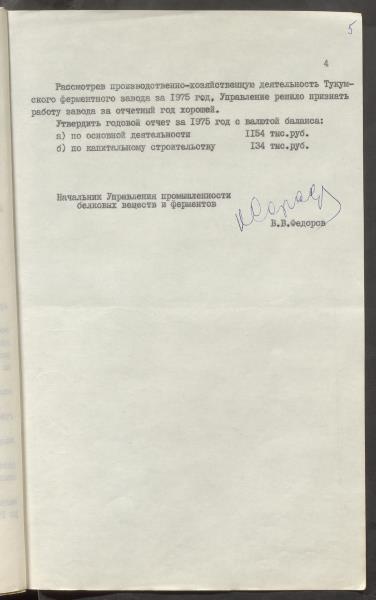 5
4
Рассмотрев производственно-хозяйственную деятельность Тукум-
ского ферментного завода за 1975 год, Управление решило признать
работу завода за отчетный год хорошей.
Утвердить годовой отчет за 1975 год с валютой баланса:
а) по основной деятельности 1154 тыс.руб.
б) по капитальному строительству 134 тыс.руб.
Начальник Управления промышленности
белковых веществ и ферментов
В.В.Федоров